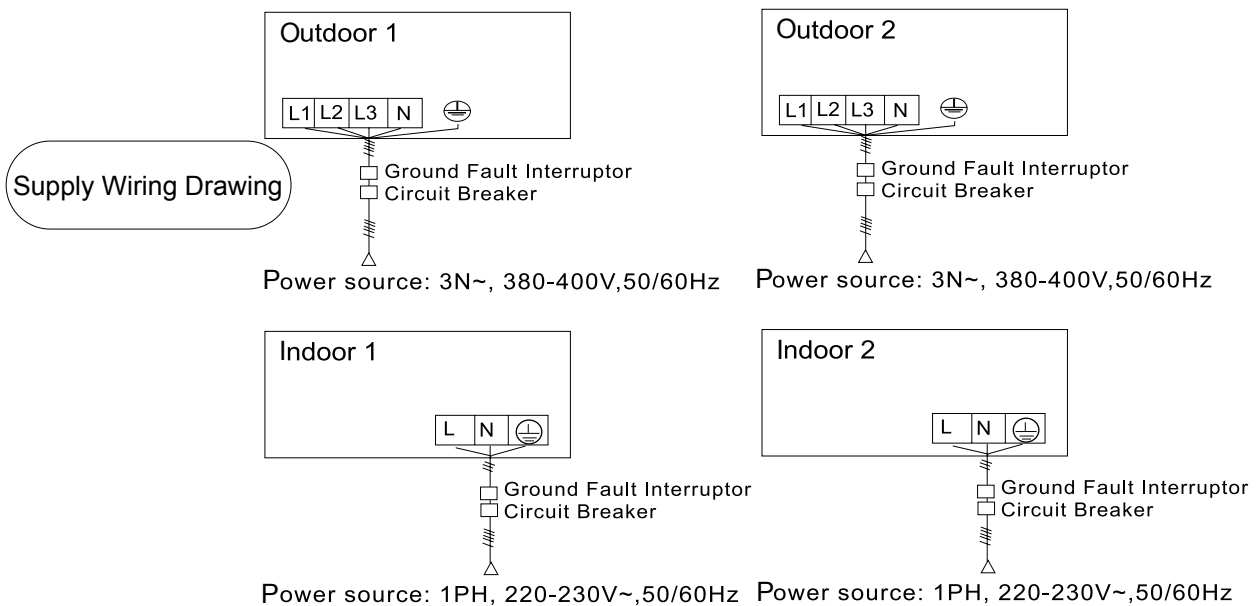 Supply Wiring Drawing
Outdoor 1
L1 L2 L3 N
Ground Fault Interruptor
Circuit Breaker
Power source: 3N~, 380-400V,50/60Hz
Outdoor 2
L1 L2 L3 N
Ground Fault Interruptor
Circuit Breaker
Power source: 3N~, 380-400V,50/60Hz
Indoor 1
L N
Ground Fault Interruptor
Circuit Breaker
Power source: 1PH, 220-230V~,50/60Hz
Indoor 2
L N
Ground Fault Interruptor
Circuit Breaker
Power source: 1PH, 220-230V~,50/60Hz